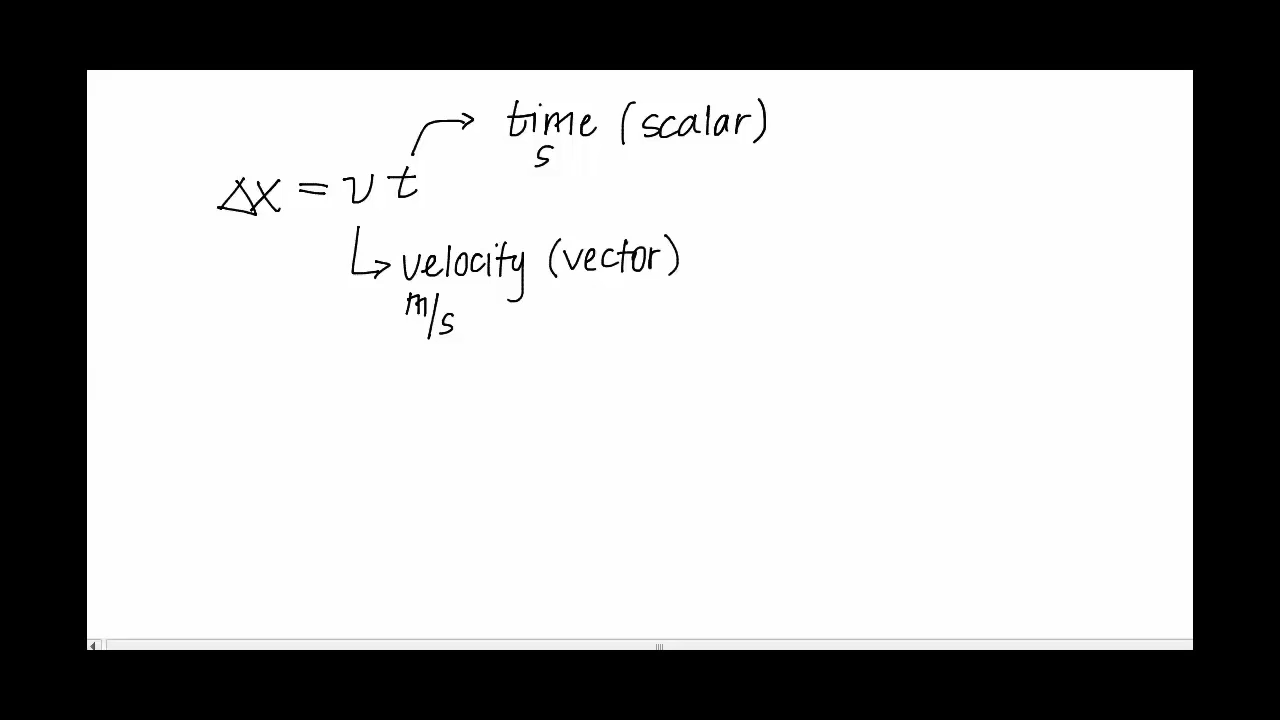 time (scalar)
s
Δx = v t
velocity (vector)
m/s